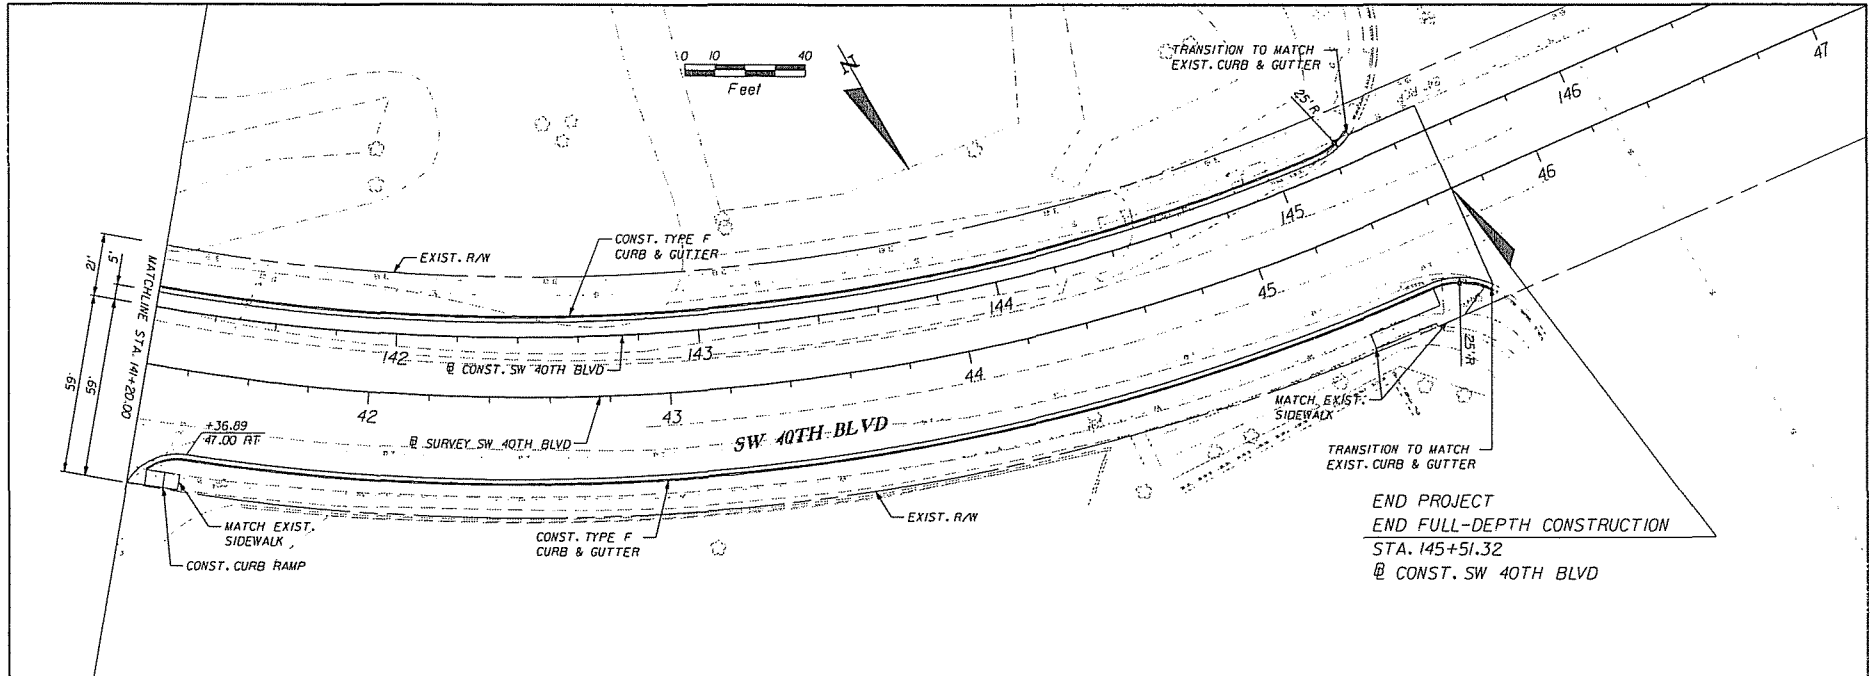 0 10 40
Feet
N
TRANSITION TO MATCH
EXIST. CURB & GUTTER
25'R
47
146
46
145
45
144
44
143
43
142
42
EXIST. R/W
CONST. TYPE F
CURB & GUTTER
21'
5'
59'
59'
MATCHLINE STA. 141+20.00
℄ CONST. SW 40TH BLVD
℄ SURVEY SW 40TH BLVD
SW 40TH BLVD
+36.89
47.00 RT
MATCH EXIST.
SIDEWALK
CONST. CURB RAMP
CONST. TYPE F
CURB & GUTTER
EXIST. R/W
25'R
MATCH EXIST.
SIDEWALK
TRANSITION TO MATCH
EXIST. CURB & GUTTER
END PROJECT
END FULL-DEPTH CONSTRUCTION
STA. 145+51.32
℄ CONST. SW 40TH BLVD